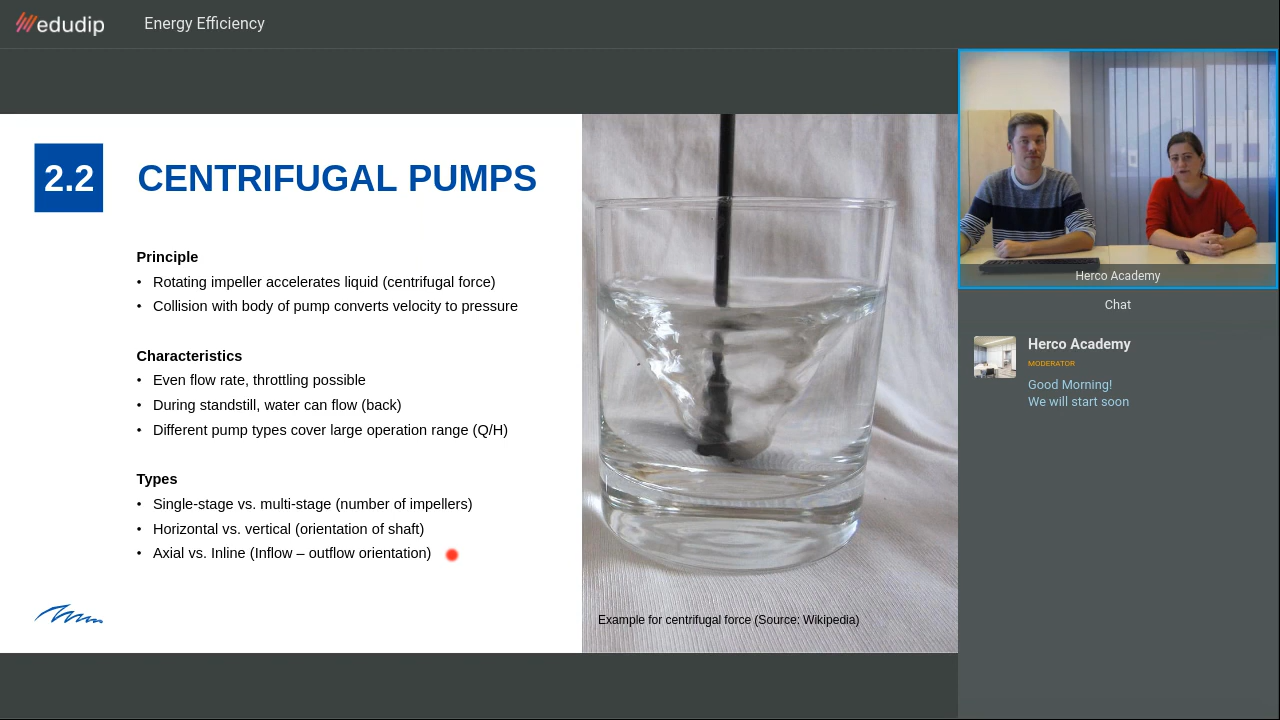 edudip
Energy Efficiency
2.2
CENTRIFUGAL PUMPS
Principle
• Rotating impeller accelerates liquid (centrifugal force)
• Collision with body of pump converts velocity to pressure
Characteristics
• Even flow rate, throttling possible
• During standstill, water can flow (back)
• Different pump types cover large operation range (Q/H)
Types
• Single-stage vs. multi-stage (number of impellers)
• Horizontal vs. vertical (orientation of shaft)
• Axial vs. Inline (Inflow – outflow orientation)
Example for centrifugal force (Source: Wikipedia)
Herco Academy
Chat
Herco Academy
MODERATOR
Good Morning!
We will start soon